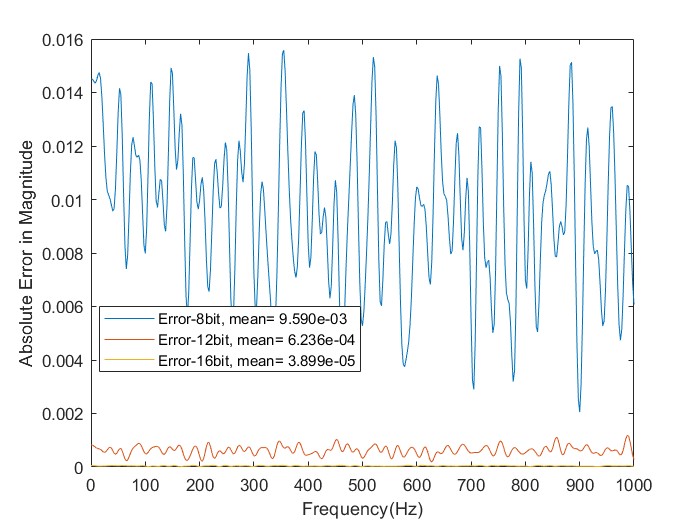 0.016
0.014
0.012
0.01
0.008
0.006
0.004
0.002
0
Absolute Error in Magnitude
Error-8bit, mean= 9.590e-03
Error-12bit, mean= 6.236e-04
Error-16bit, mean= 3.899e-05
0 100 200 300 400 500 600 700 800 900 1000
Frequency(Hz)